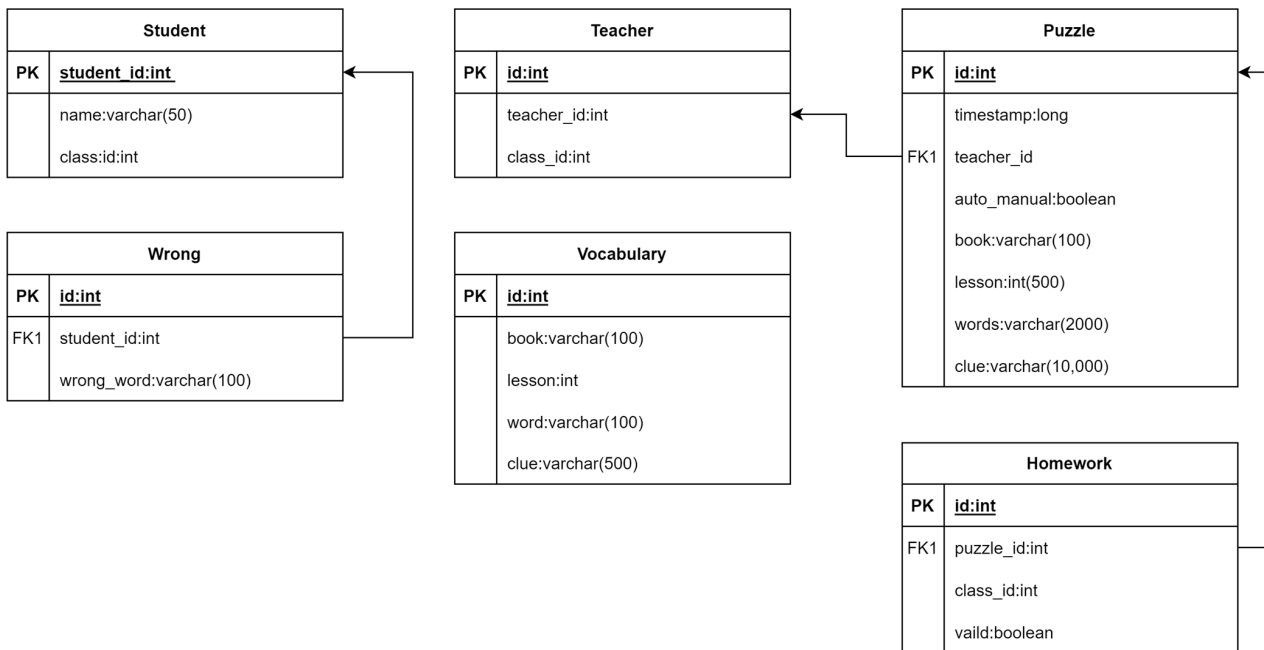 Student
PK student_id:int
name:varchar(50)
class:id:int
Teacher
PK id:int
teacher_id:int
class_id:int
Puzzle
PK id:int
timestamp:long
FK1 teacher_id
auto_manual:boolean
book:varchar(100)
lesson:int(500)
words:varchar(2000)
clue:varchar(10,000)
Wrong
PK id:int
FK1 student_id:int
wrong_word:varchar(100)
Vocabulary
PK id:int
book:varchar(100)
lesson:int
word:varchar(100)
clue:varchar(500)
Homework
PK id:int
FK1 puzzle_id:int
class_id:int
vaild:boolean